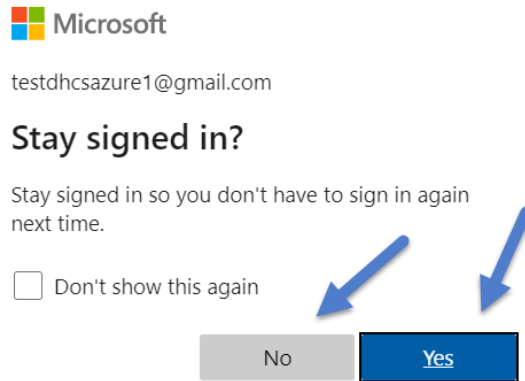 Microsoft
testdhcsazure1@gmail.com
Stay signed in?
Stay signed in so you don't have to sign in again
next time.
Don't show this again
No
Yes